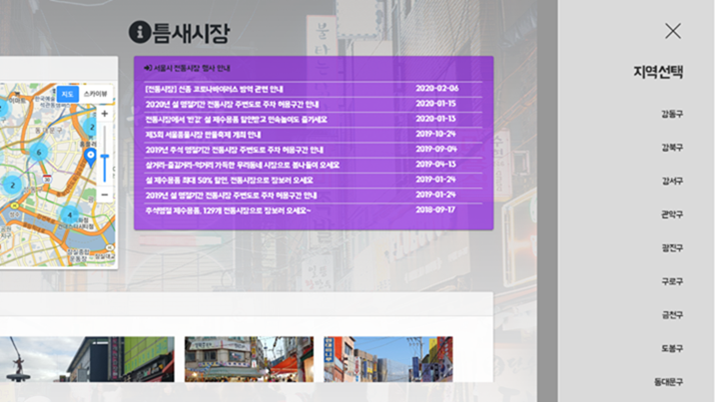 틈새시장
서울시 전통시장 행사 안내
[전통시장] 신종 코로나바이러스 방역 관련 안내 2020-02-06
2020년 설 명절기간 전통시장 주변도로 주차 허용구간 안내 2020-01-15
전통시장에서 '반값' 설 제수용품 할인받고 민속놀이도 즐기세요 2020-01-13
제3회 서울풍물시장 만물축제 개최 안내 2019-10-24
2019년 추석 명절기간 전통시장 주변도로 주차 허용구간 안내 2019-09-04
살거리·즐길거리·먹거리 가득한 우리동네 시장으로 봄나들이 오세요 2019-04-13
설 제수용품 최대 50% 할인, 전통시장으로 장보러 오세요 2019-01-24
2019년 설 명절기간 전통시장 주변도로 주차 허용구간 안내 2019-01-24
추석명절 제수용품, 129개 전통시장으로 장보러 오세요~ 2018-09-17
지도 스카이뷰
2
6
2
4
지역선택
강동구
강북구
강서구
관악구
광진구
구로구
금천구
도봉구
동대문구